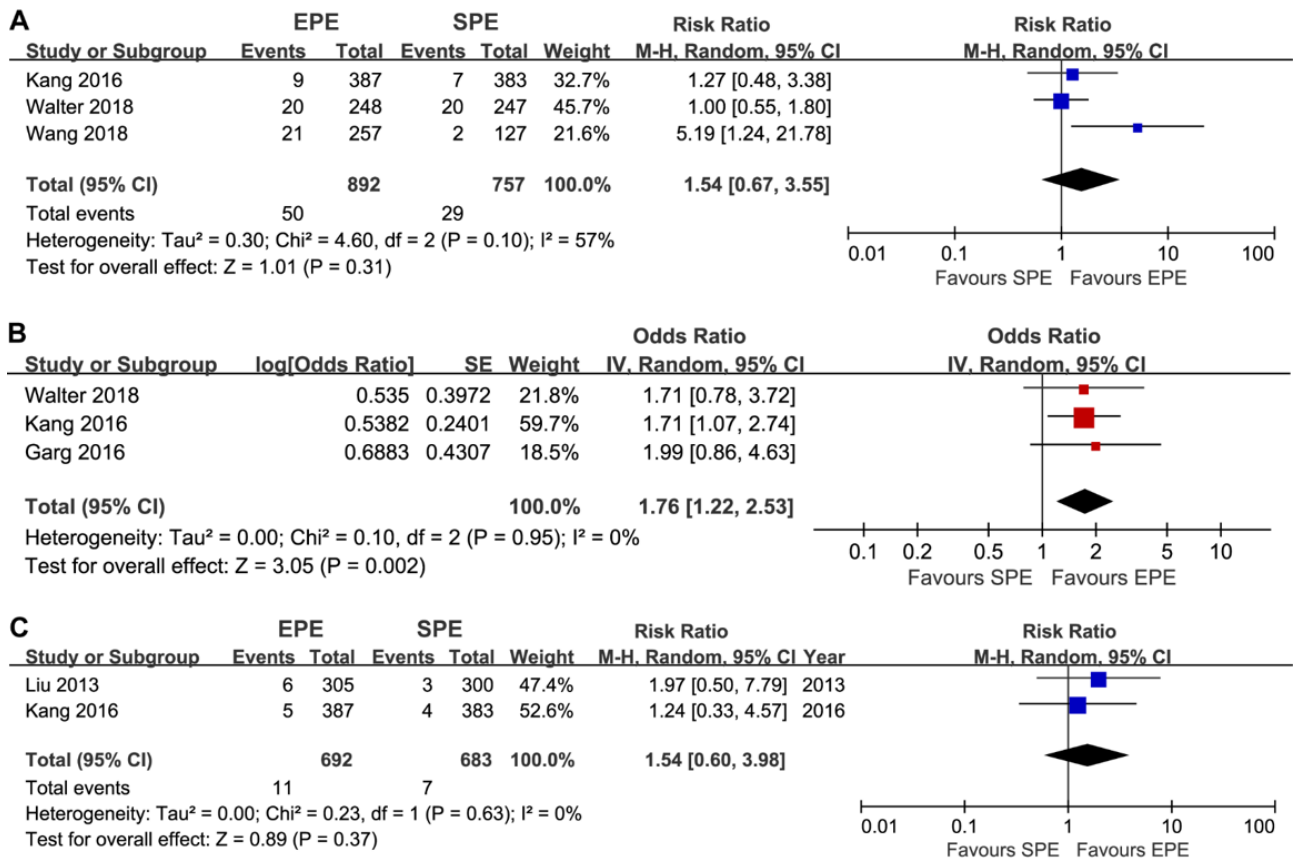 A EPE SPE Risk Ratio Risk Ratio
Study or Subgroup Events Total Events Total Weight M-H, Random, 95% CI M-H, Random, 95% CI
Kang 2016 9 387 7 383 32.7% 1.27 [0.48, 3.38]
Walter 2018 20 248 20 247 45.7% 1.00 [0.55, 1.80]
Wang 2018 21 257 2 127 21.6% 5.19 [1.24, 21.78]
Total (95% CI) 892 757 100.0% 1.54 [0.67, 3.55]
Total events 50 29
Heterogeneity: Tau² = 0.30; Chi² = 4.60, df = 2 (P = 0.10); I² = 57%
Test for overall effect: Z = 1.01 (P = 0.31)
0.01 0.1 1 10 100
Favours SPE Favours EPE
B Odds Ratio Odds Ratio
Study or Subgroup log[Odds Ratio] SE Weight IV, Random, 95% CI IV, Random, 95% CI
Walter 2018 0.535 0.3972 21.8% 1.71 [0.78, 3.72]
Kang 2016 0.5382 0.2401 59.7% 1.71 [1.07, 2.74]
Garg 2016 0.6883 0.4307 18.5% 1.99 [0.86, 4.63]
Total (95% CI) 100.0% 1.76 [1.22, 2.53]
Heterogeneity: Tau² = 0.00; Chi² = 0.10, df = 2 (P = 0.95); I² = 0%
Test for overall effect: Z = 3.05 (P = 0.002)
0.1 0.2 0.5 1 2 5 10
Favours SPE Favours EPE
C EPE SPE Risk Ratio Risk Ratio
Study or Subgroup Events Total Events Total Weight M-H, Random, 95% CI Year M-H, Random, 95% CI
Liu 2013 6 305 3 300 47.4% 1.97 [0.50, 7.79] 2013
Kang 2016 5 387 4 383 52.6% 1.24 [0.33, 4.57] 2016
Total (95% CI) 692 683 100.0% 1.54 [0.60, 3.98]
Total events 11 7
Heterogeneity: Tau² = 0.00; Chi² = 0.23, df = 1 (P = 0.63); I² = 0%
Test for overall effect: Z = 0.89 (P = 0.37)
0.01 0.1 1 10 100
Favours SPE Favours EPE